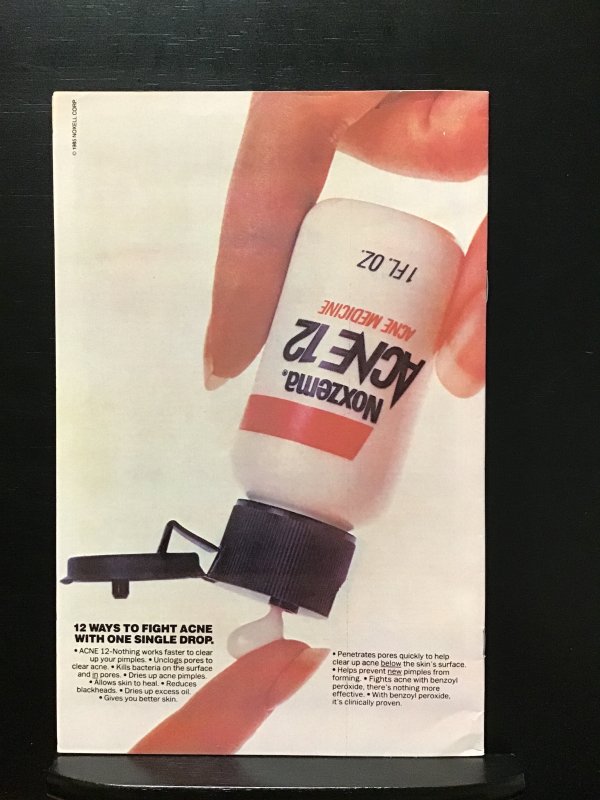 © 1985 NOXELL CORP.
1 FL. OZ.
ACNE MEDICINE
ACNE 12
Noxzema®
12 WAYS TO FIGHT ACNE
WITH ONE SINGLE DROP.
• ACNE 12-Nothing works faster to clear
up your pimples. • Unclogs pores to
clear acne. • Kills bacteria on the surface
and in pores. • Dries up acne pimples.
• Allows skin to heal. • Reduces
blackheads. • Dries up excess oil.
• Gives you better skin.
• Penetrates pores quickly to help
clear up acne below the skin's surface.
• Helps prevent new pimples from
forming. • Fights acne with benzoyl
peroxide, there's nothing more
effective. • With benzoyl peroxide,
it's clinically proven.